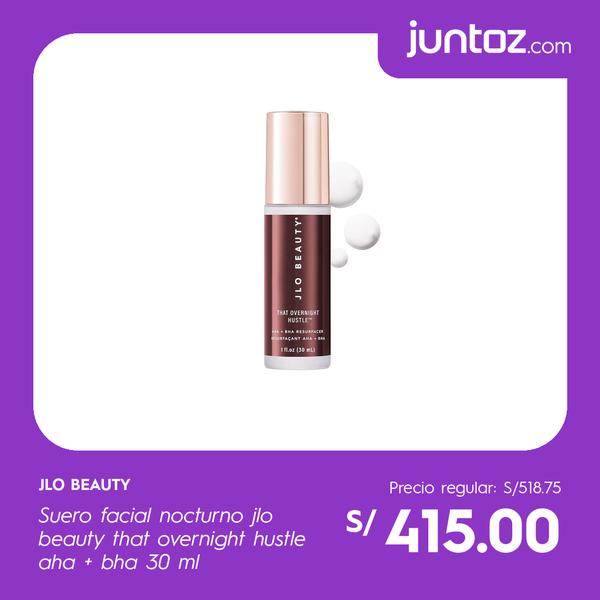 juntoz.com
JLO BEAUTY
THAT OVERNIGHT
HUSTLE™
AHA + BHA RESURFACER
RESURFAÇANT AHA + BHA
1 fl.oz (30 mL)
JLO BEAUTY
Suero facial nocturno jlo
beauty that overnight hustle
aha + bha 30 ml
Precio regular: S/518.75
S/ 415.00